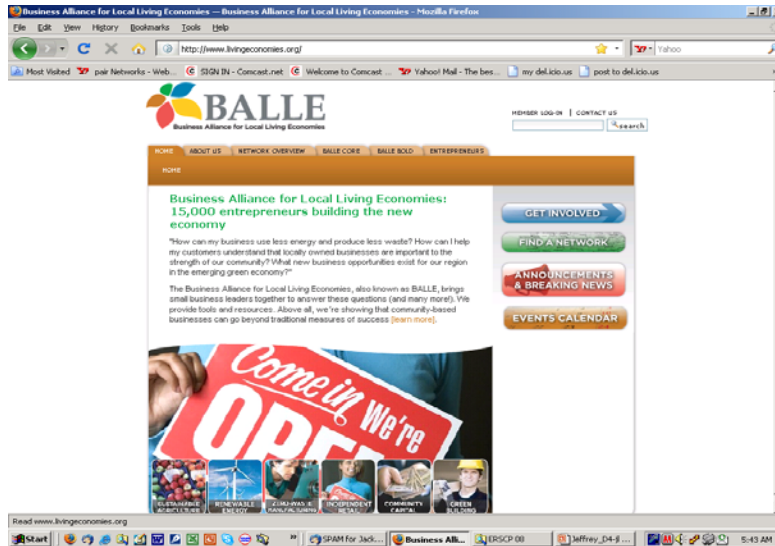 Business Alliance for Local Living Economies — Business Alliance for Local Living Economies - Mozilla Firefox
File Edit View History Bookmarks Tools Help
http://www.livingeconomies.org/
Yahoo
Most Visited pair Networks - Web... SIGN IN - Comcast.net Welcome to Comcast ... Yahoo! Mail - The bes... my del.icio.us post to del.icio.us
BALLE
Business Alliance for Local Living Economies
MEMBER LOG-ON | CONTACT US
search
HOME ABOUT US NETWORK OVERVIEW BALLE CORE BALLE BOLD ENTREPRENEURS
HOME
Business Alliance for Local Living Economies:
15,000 entrepreneurs building the new
economy
"How can my business use less energy and produce less waste? How can I help
my customers understand that locally owned businesses are important to the
strength of our community? What new business opportunities exist for our region
in the emerging green economy?"
The Business Alliance for Local Living Economies, also known as BALLE, brings
small business leaders together to answer these questions (and many more!). We
provide tools and resources. Above all, we're showing that community-based
businesses can go beyond traditional measures of success [learn more].
GET INVOLVED
FIND A NETWORK
ANNOUNCEMENTS
& BREAKING NEWS
EVENTS CALENDAR
Come in We're
OPEN
SUSTAINABLE
AGRICULTURE
RENEWABLE
ENERGY
ZERO-WASTE
MANUFACTURING
INDEPENDENT
RETAIL
COMMUNITY
CAPITAL
GREEN
BUILDING
Read www.livingeconomies.org
Start SPAM for Jack... Business Alli... ERSCP 08 Jeffrey_D4-jl ... 5:43 AM